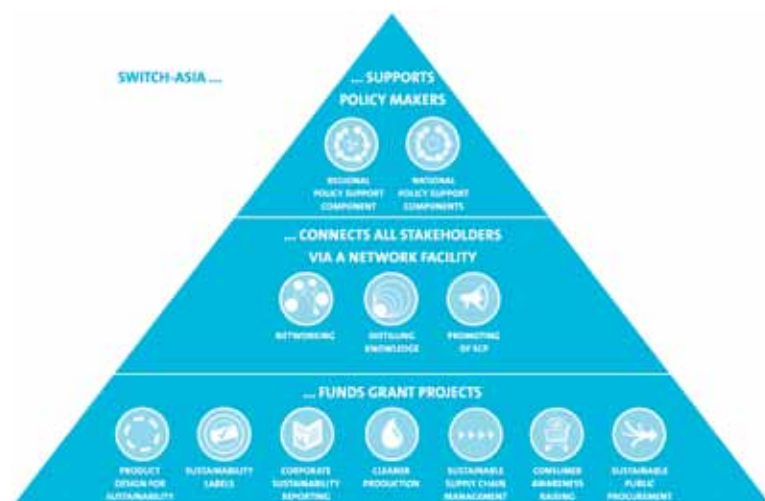 SWITCH-ASIA ...
... SUPPORTS
POLICY MAKERS
REGIONAL
POLICY SUPPORT
COMPONENT
NATIONAL
POLICY SUPPORT
COMPONENTS
... CONNECTS ALL STAKEHOLDERS
VIA A NETWORK FACILITY
NETWORKING
DISTILLING
KNOWLEDGE
PROMOTING
OF SCP
... FUNDS GRANT PROJECTS
PRODUCT
DESIGN FOR
SUSTAINABILITY
SUSTAINABILITY
LABELS
CORPORATE
SUSTAINABILITY
REPORTING
CLEANER
PRODUCTION
SUSTAINABLE
SUPPLY CHAIN
MANAGEMENT
CONSUMER
AWARENESS
RAISING
SUSTAINABLE
PUBLIC
PROCUREMENT